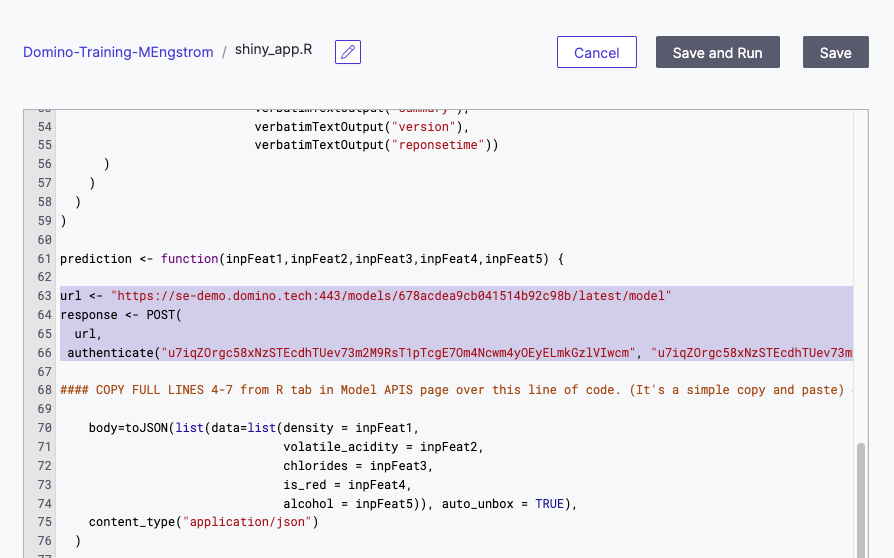 Domino-Training-MEngstrom / shiny_app.R
Cancel
Save and Run
Save
53 verbatimTextOutput("summary"),
54 verbatimTextOutput("version"),
55 verbatimTextOutput("reponsetime"))
56 )
57 )
58 )
59 )
60
61 prediction <- function(inpFeat1,inpFeat2,inpFeat3,inpFeat4,inpFeat5) {
62
63 url <- "https://se-demo.domino.tech:443/models/678acdea9cb041514b92c98b/latest/model"
64 response <- POST(
65 url,
66 authenticate("u7iqZOrgc58xNzSTEcdhTUev73m2M9RsT1pTcgE7Om4Ncwm4yOEyELmkGzlVIwcm", "u7iqZOrgc58xNzSTEcdhTUev73m
67
68 #### COPY FULL LINES 4-7 from R tab in Model APIS page over this line of code. (It's a simple copy and paste)
69
70 body=toJSON(list(data=list(density = inpFeat1,
71 volatile_acidity = inpFeat2,
72 chlorides = inpFeat3,
73 is_red = inpFeat4,
74 alcohol = inpFeat5)), auto_unbox = TRUE),
75 content_type("application/json")
76 )